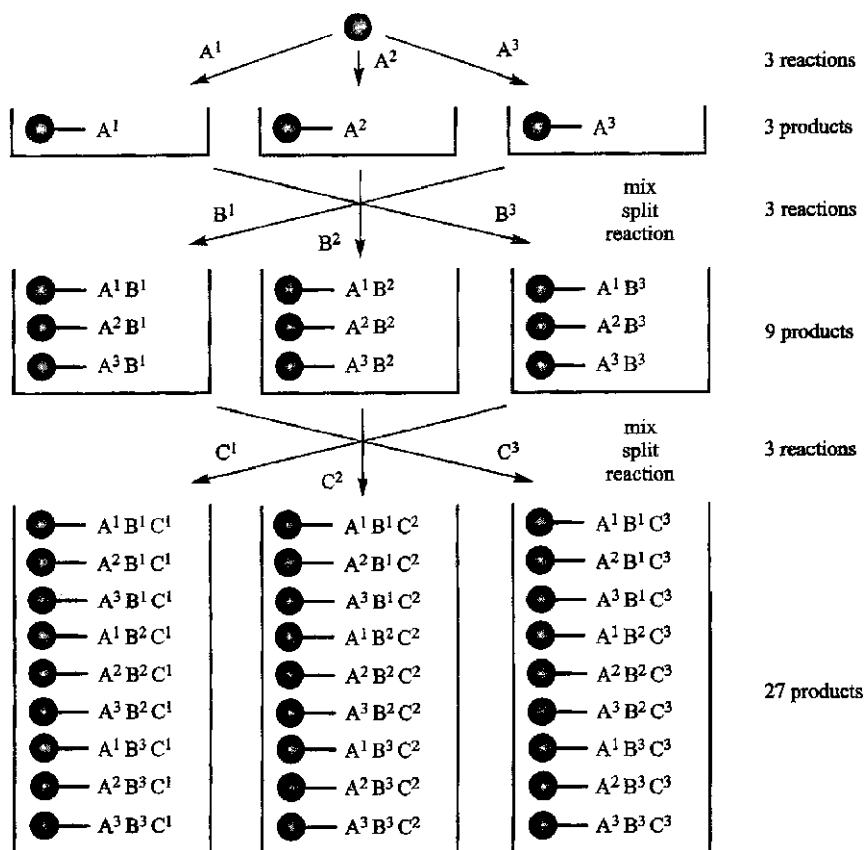 A¹ A² A³ 3 reactions
A¹ A² A³ 3 products
mix
split
reaction
B¹ B² B³ 3 reactions
A¹ B¹ A¹ B² A¹ B³
A² B¹ A² B² A² B³ 9 products
A³ B¹ A³ B² A³ B³
mix
split
reaction
C¹ C² C³ 3 reactions
A¹ B¹ C¹ A¹ B¹ C² A¹ B¹ C³
A² B¹ C¹ A² B¹ C² A² B¹ C³
A³ B¹ C¹ A³ B¹ C² A³ B¹ C³
A¹ B² C¹ A¹ B² C² A¹ B² C³
A² B² C¹ A² B² C² A² B² C³ 27 products
A³ B² C¹ A³ B² C² A³ B² C³
A¹ B³ C¹ A¹ B³ C² A¹ B³ C³
A² B³ C¹ A² B³ C² A² B³ C³
A³ B³ C¹ A³ B³ C² A³ B³ C³